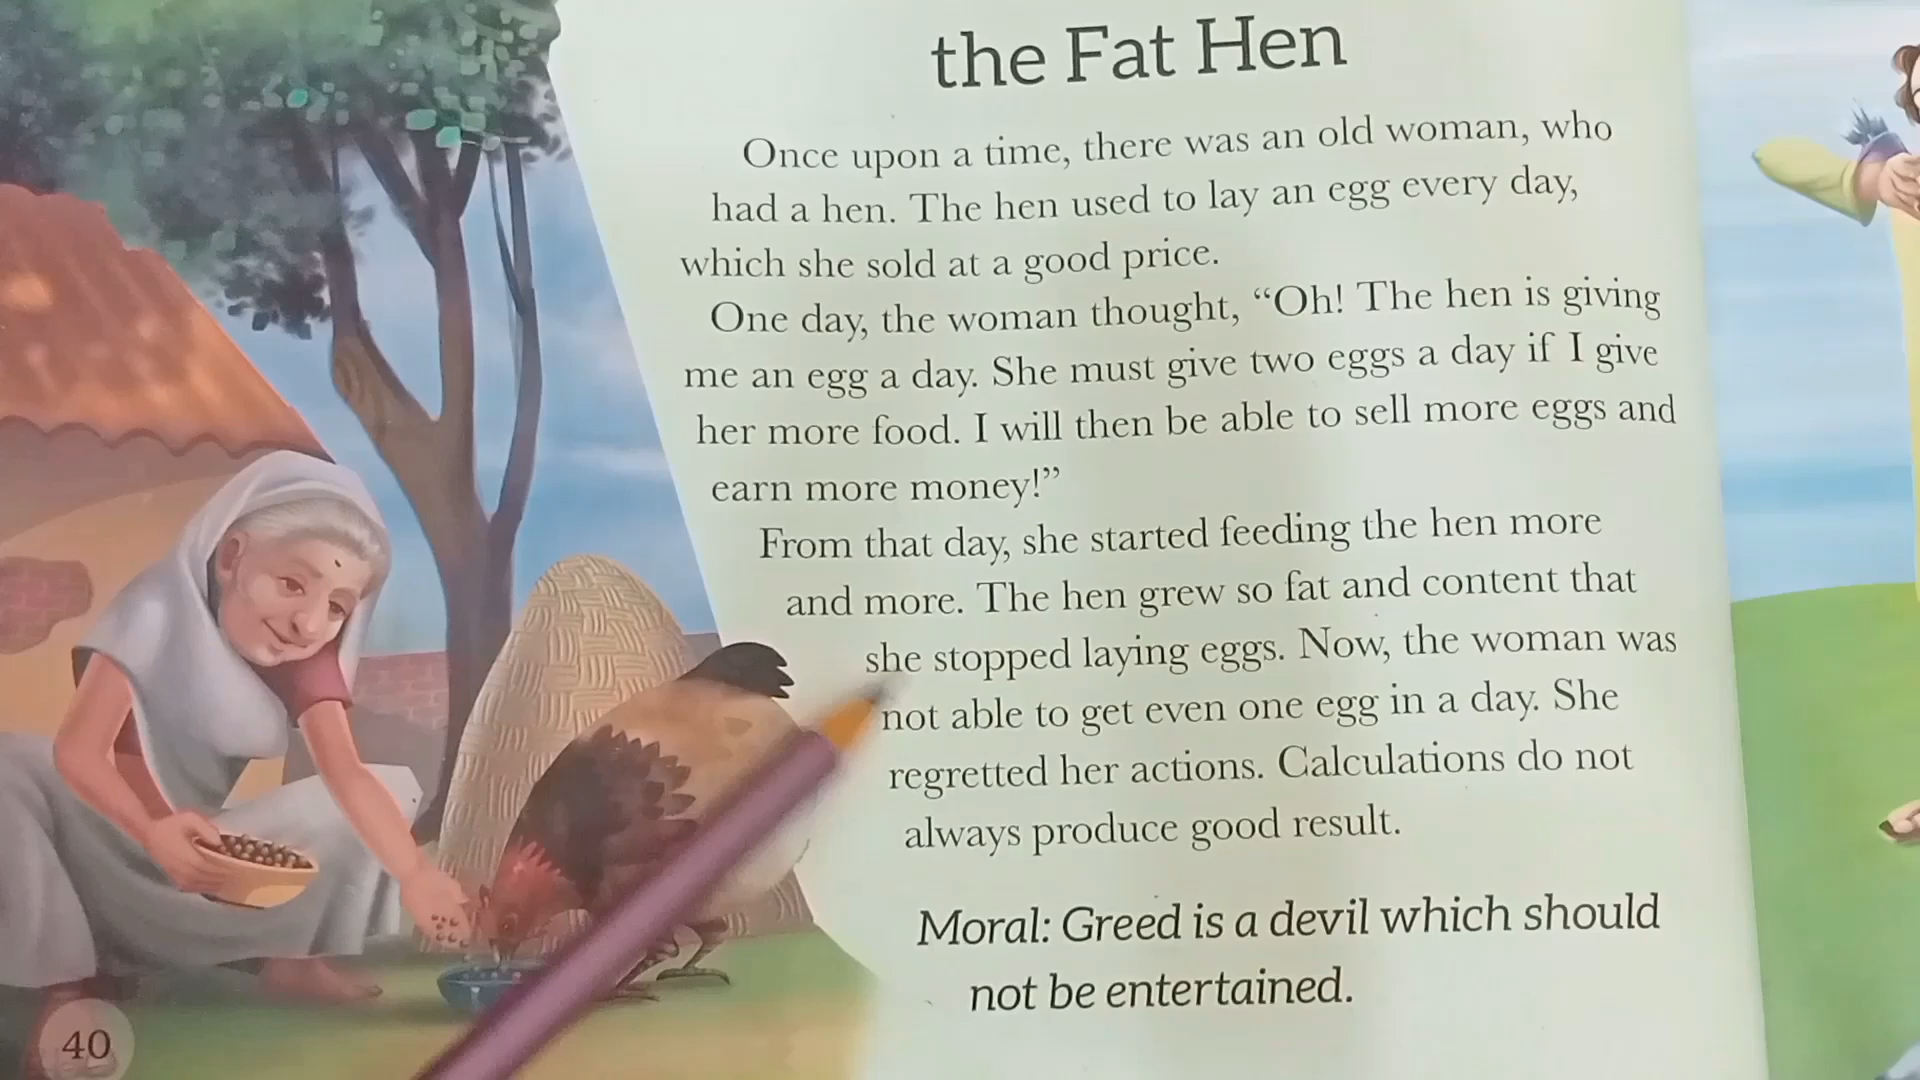 the Fat Hen
Once upon a time, there was an old woman, who
had a hen. The hen used to lay an egg every day,
which she sold at a good price.
One day, the woman thought, “Oh! The hen is giving
me an egg a day. She must give two eggs a day if I give
her more food. I will then be able to sell more eggs and
earn more money!”
From that day, she started feeding the hen more
and more. The hen grew so fat and content that
she stopped laying eggs. Now, the woman was
not able to get even one egg in a day. She
regretted her actions. Calculations do not
always produce good result.
Moral: Greed is a devil which should
not be entertained.
40